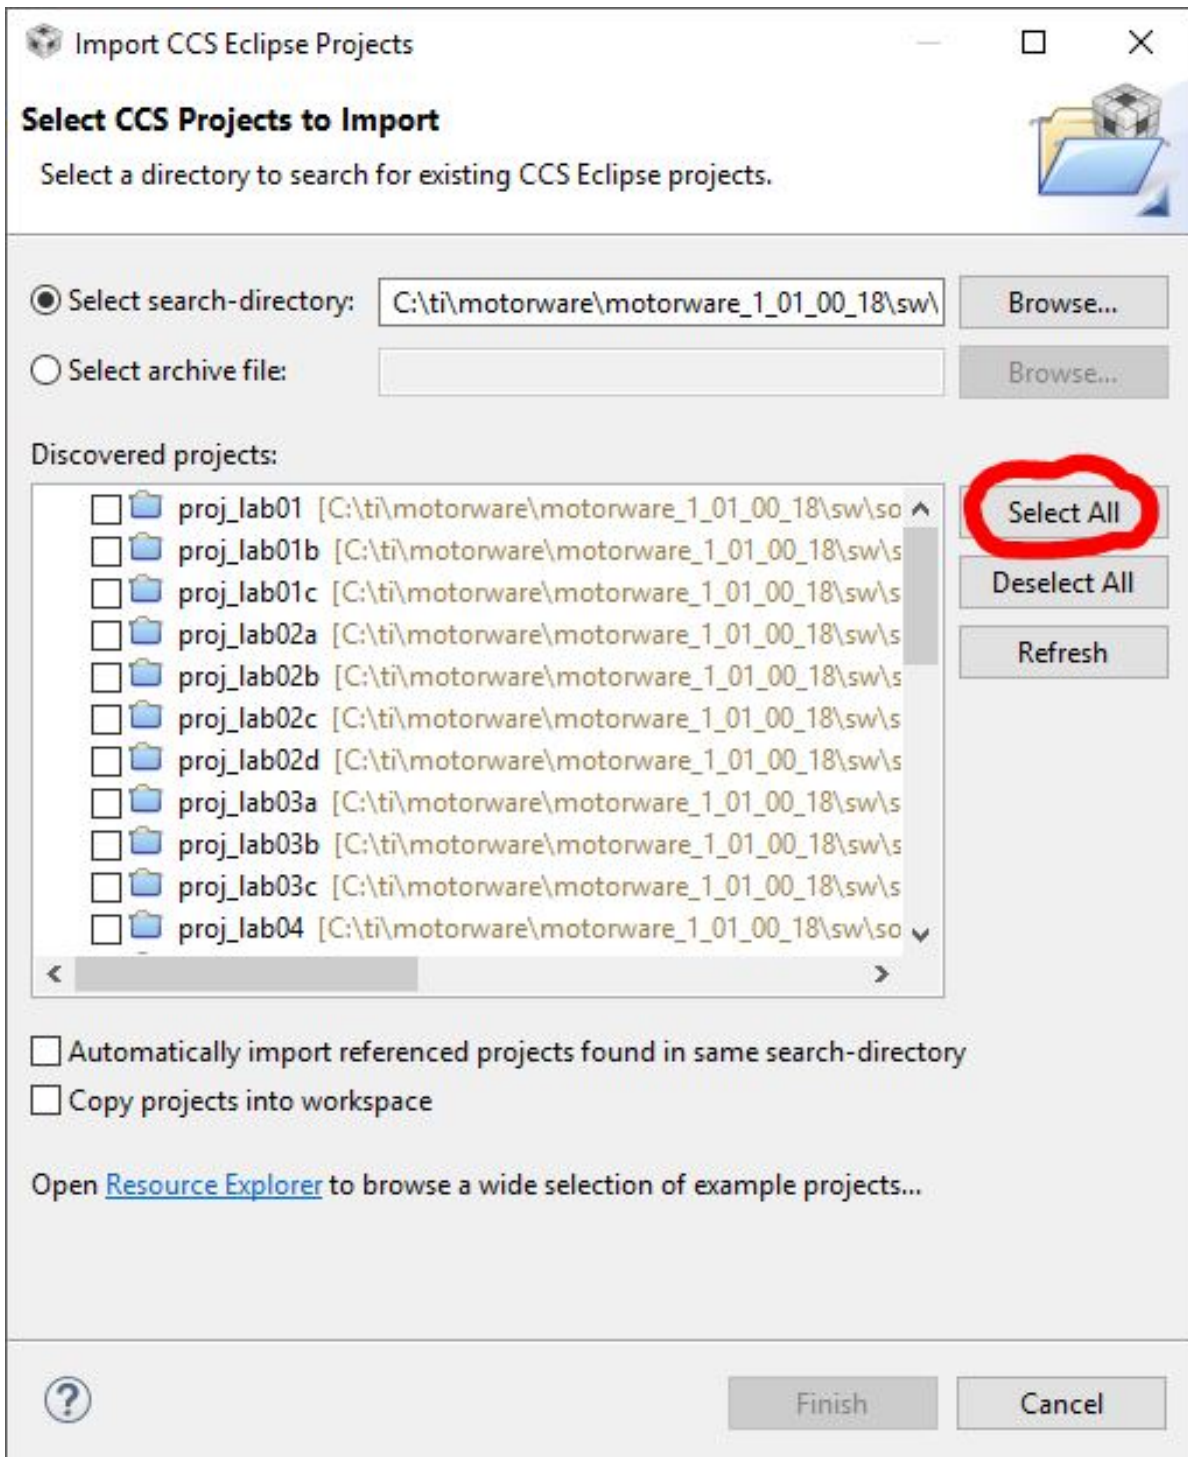 Import CCS Eclipse Projects
Select CCS Projects to Import
Select a directory to search for existing CCS Eclipse projects.
Select search-directory: C:\ti\motorware\motorware_1_01_00_18\sw\ Browse...
Select archive file: Browse...
Discovered projects:
proj_lab01 [C:\ti\motorware\motorware_1_01_00_18\sw\so Select All
proj_lab01b [C:\ti\motorware\motorware_1_01_00_18\sw\s
proj_lab01c [C:\ti\motorware\motorware_1_01_00_18\sw\s Deselect All
proj_lab02a [C:\ti\motorware\motorware_1_01_00_18\sw\s
proj_lab02b [C:\ti\motorware\motorware_1_01_00_18\sw\s Refresh
proj_lab02c [C:\ti\motorware\motorware_1_01_00_18\sw\s
proj_lab02d [C:\ti\motorware\motorware_1_01_00_18\sw\s
proj_lab03a [C:\ti\motorware\motorware_1_01_00_18\sw\s
proj_lab03b [C:\ti\motorware\motorware_1_01_00_18\sw\s
proj_lab03c [C:\ti\motorware\motorware_1_01_00_18\sw\s
proj_lab04 [C:\ti\motorware\motorware_1_01_00_18\sw\so
Automatically import referenced projects found in same search-directory
Copy projects into workspace
Open Resource Explorer to browse a wide selection of example projects...
? Finish Cancel